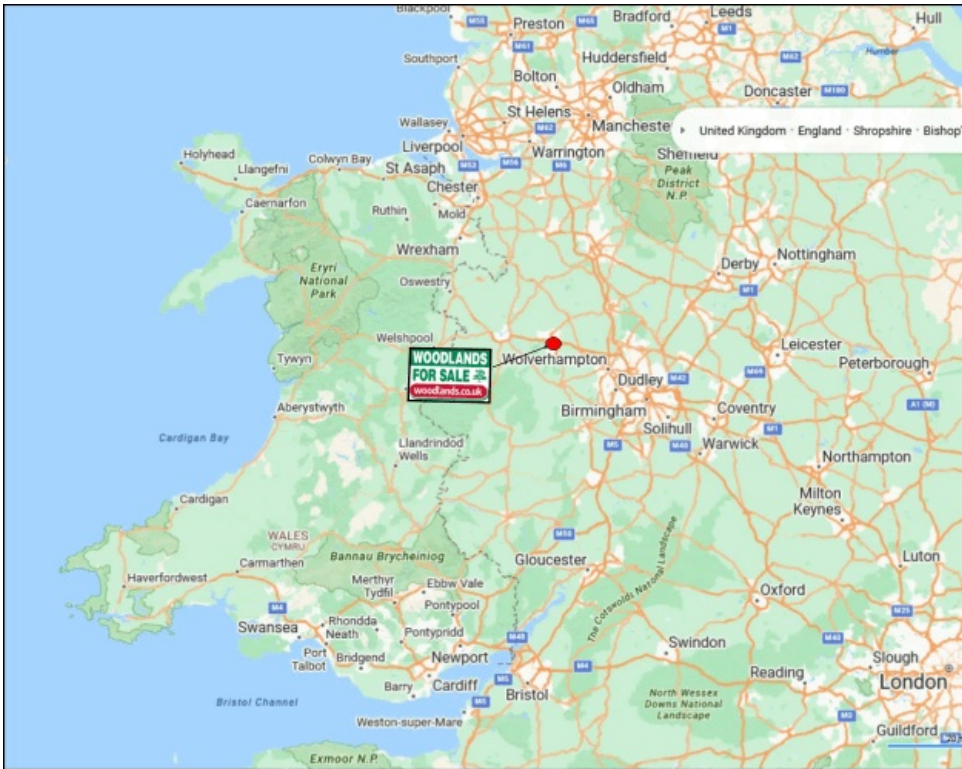 Blackpool
Preston
M55
M65
Bradford
Leeds
M1
Hull
M61
Southport
Huddersfield
M62
Humber
Bolton
Oldham
Doncaster
M180
St Helens
Wallasey
M62
Mancheste
United Kingdom · England · Shropshire · Bishop'
Liverpool
Warrington
Holyhead
Colwyn Bay
St Asaph
M53
M56
M6
Sheffield
Llangefni
Chester
Peak
District
N.P.
Caernarfon
Ruthin
Mold
Wrexham
Nottingham
Derby
Eryri
National
Park
Oswestry
M1
Welshpool
WOODLANDS
FOR SALE
woodlands.co.uk
Wolverhampton
Leicester
Tywyn
Peterborough
Dudley
M42
M69
A1 (M)
Aberystwyth
Birmingham
Coventry
Solihull
M1
Cardigan Bay
Llandrindod
Wells
M5
M40
Warwick
Northampton
Cardigan
Milton
Keynes
WALES
CYMRU
M50
Bannau Brycheiniog
Gloucester
The Cotswolds National Landscape
Luton
Haverfordwest
Carmarthen
Merthyr
Tydfil
Ebbw Vale
Oxford
M4
Pontypool
M25
Swansea
Rhondda
Neath
Pontypridd
M48
M40
Port
Talbot
Bridgend
Newport
Swindon
Slough
M4
Reading
London
Barry
Cardiff
M5
Bristol
Bristol Channel
M5
North Wessex
Downs National
Landscape
Weston-super-Mare
M3
Guildford
Exmoor N.P.